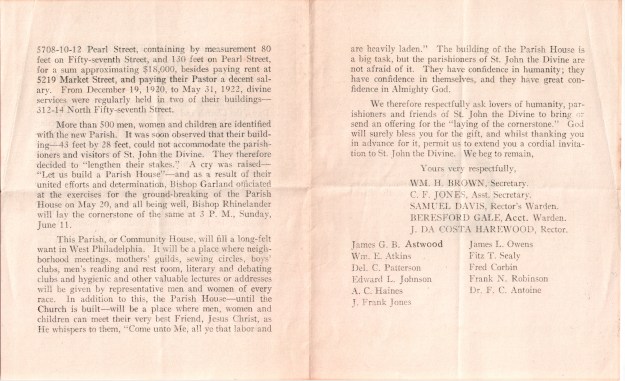 5708-10-12 Pearl Street, containing by measurement 80
feet on Fifty-seventh Street, and 130 feet on Pearl Street,
for a sum approximating $18,000, besides paying rent at
5219 Market Street, and paying their Pastor a decent sal-
ary. From December 19, 1920, to May 31, 1922, divine
services were regularly held in two of their buildings—
312-14 North Fifty-seventh Street.
More than 500 men, women and children are identified
with the new Parish. It was soon observed that their build-
ing—43 feet by 28 feet, could not accommodate the parish-
ioners and visitors of St. John the Divine. They therefore
decided to "lengthen their stakes." A cry was raised—
"Let us build a Parish House"—and as a result of their
united efforts and determination, Bishop Garland officiated
at the exercises for the ground-breaking of the Parish
House on May 20, and all being well, Bishop Rhinelander
will lay the cornerstone of the same at 3 P. M., Sunday,
June 11.
This Parish, or Community House, will fill a long-felt
want in West Philadelphia. It will be a place where neigh-
borhood meetings, mothers' guilds, sewing circles, boys'
clubs, men's reading and rest room, literary and debating
clubs and hygienic and other valuable lectures or addresses
will be given by representative men and women of every
race. In addition to this, the Parish House—until the
Church is built—will be a place where men, women and
children can meet their very best Friend, Jesus Christ, as
He whispers to them, "Come unto Me, all ye that labor and
are heavily laden." The building of the Parish House is
a big task, but the parishioners of St. John the Divine are
not afraid of it. They have confidence in humanity; they
have confidence in themselves, and they have great con-
fidence in Almighty God.
We therefore respectfully ask lovers of humanity, par-
ishioners and friends of St. John the Divine to bring or
send an offering for the "laying of the cornerstone." God
will surely bless you for the gift, and whilst thanking you
in advance for it, permit us to extend a cordial invita-
tion to St. John the Divine. We beg to remain,
Yours very respectfully,
WM. H. BROWN, Secretary.
C. F. JONES, Asst. Secretary.
SAMUEL DAVIS, Rector's Warden.
BERESFORD GALE, Acct. Warden.
J. DA COSTA HAREWOOD, Rector.
James G. B. Astwood
Wm. E. Atkins
Del. C. Patterson
Edward L. Johnson
A. C. Haines
J. Frank Jones
James L. Owens
Fitz T. Sealy
Fred Corbin
Frank N. Robinson
Dr. F. C. Antoine